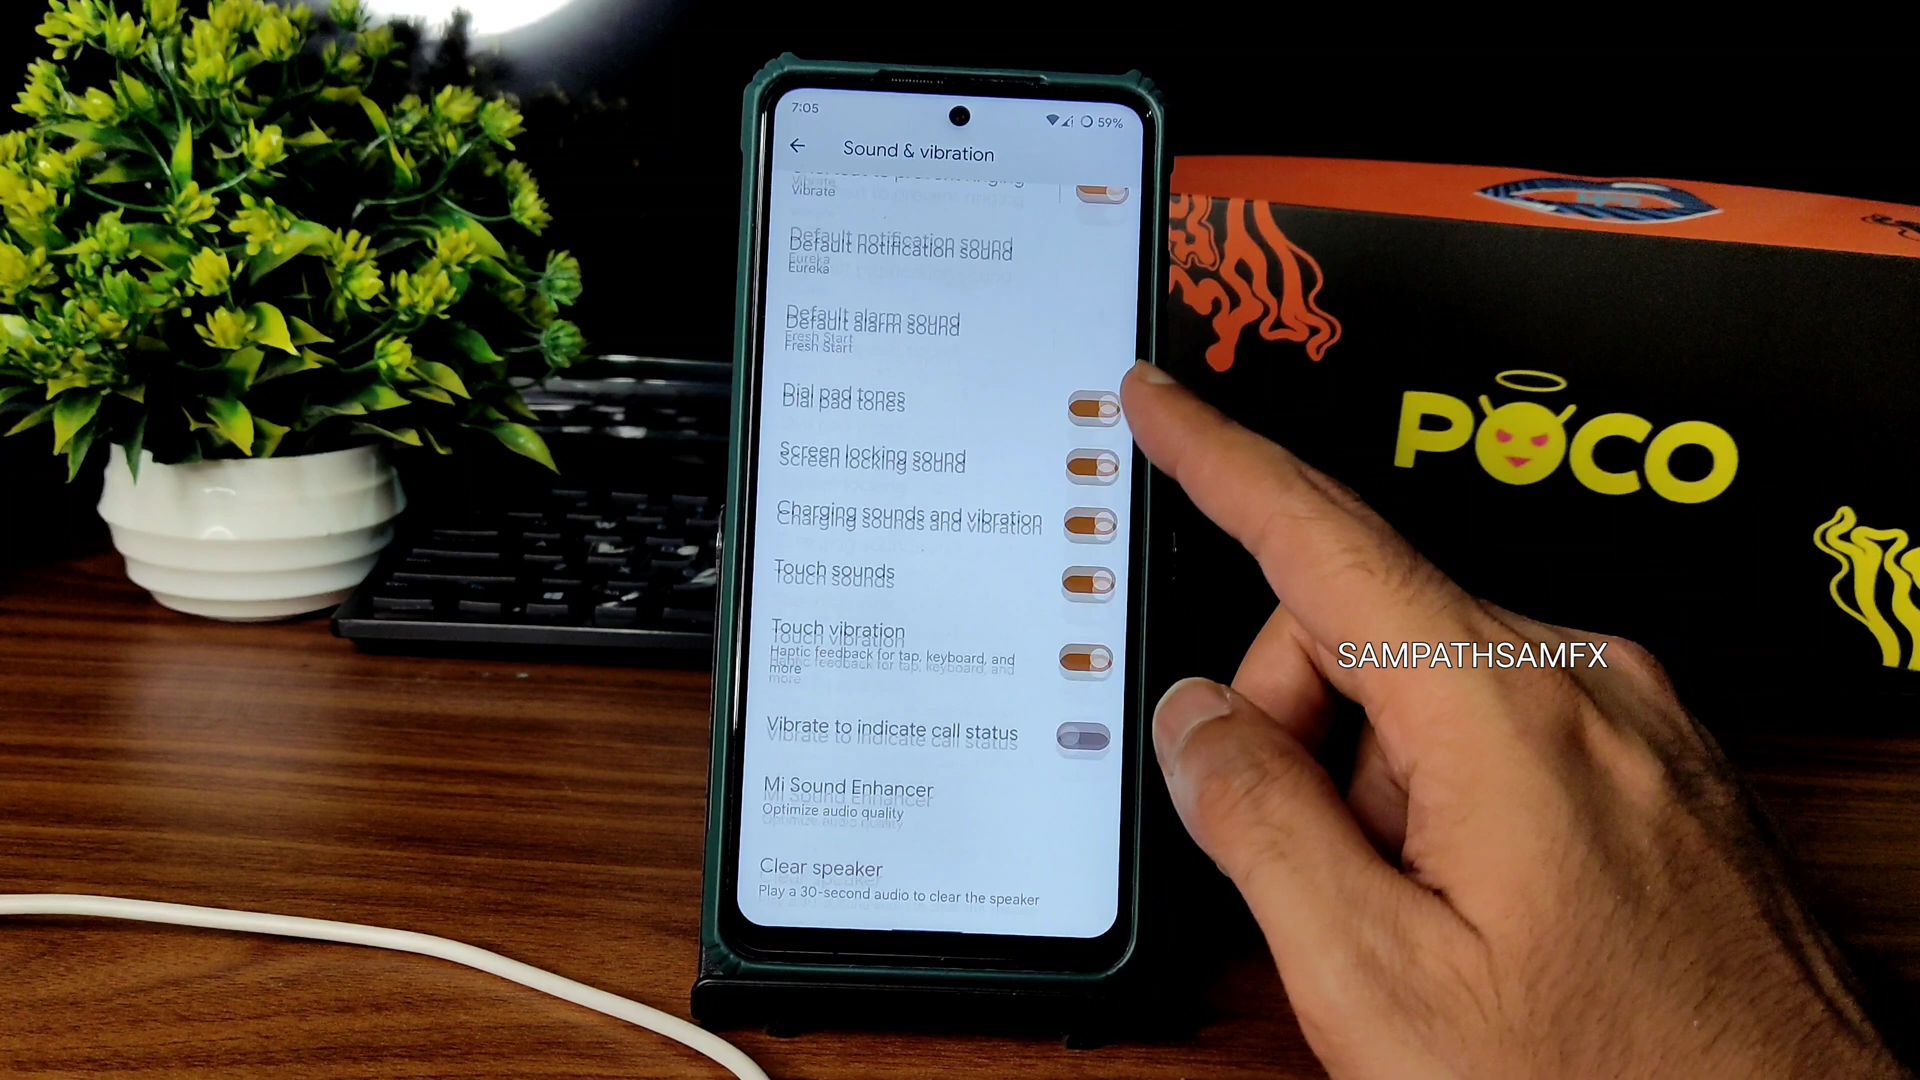 7:05
59%
Sound & vibration
Vibrate
Default notification sound
Eureka
Default alarm sound
Fresh Start
Dial pad tones
Screen locking sound
Charging sounds and vibration
Touch sounds
Touch vibration
Haptic feedback for tap, keyboard, and
more
Vibrate to indicate call status
Mi Sound Enhancer
Optimize audio quality
Clear speaker
Play a 30-second audio to clear the speaker
POCO
SAMPATHSAMFX